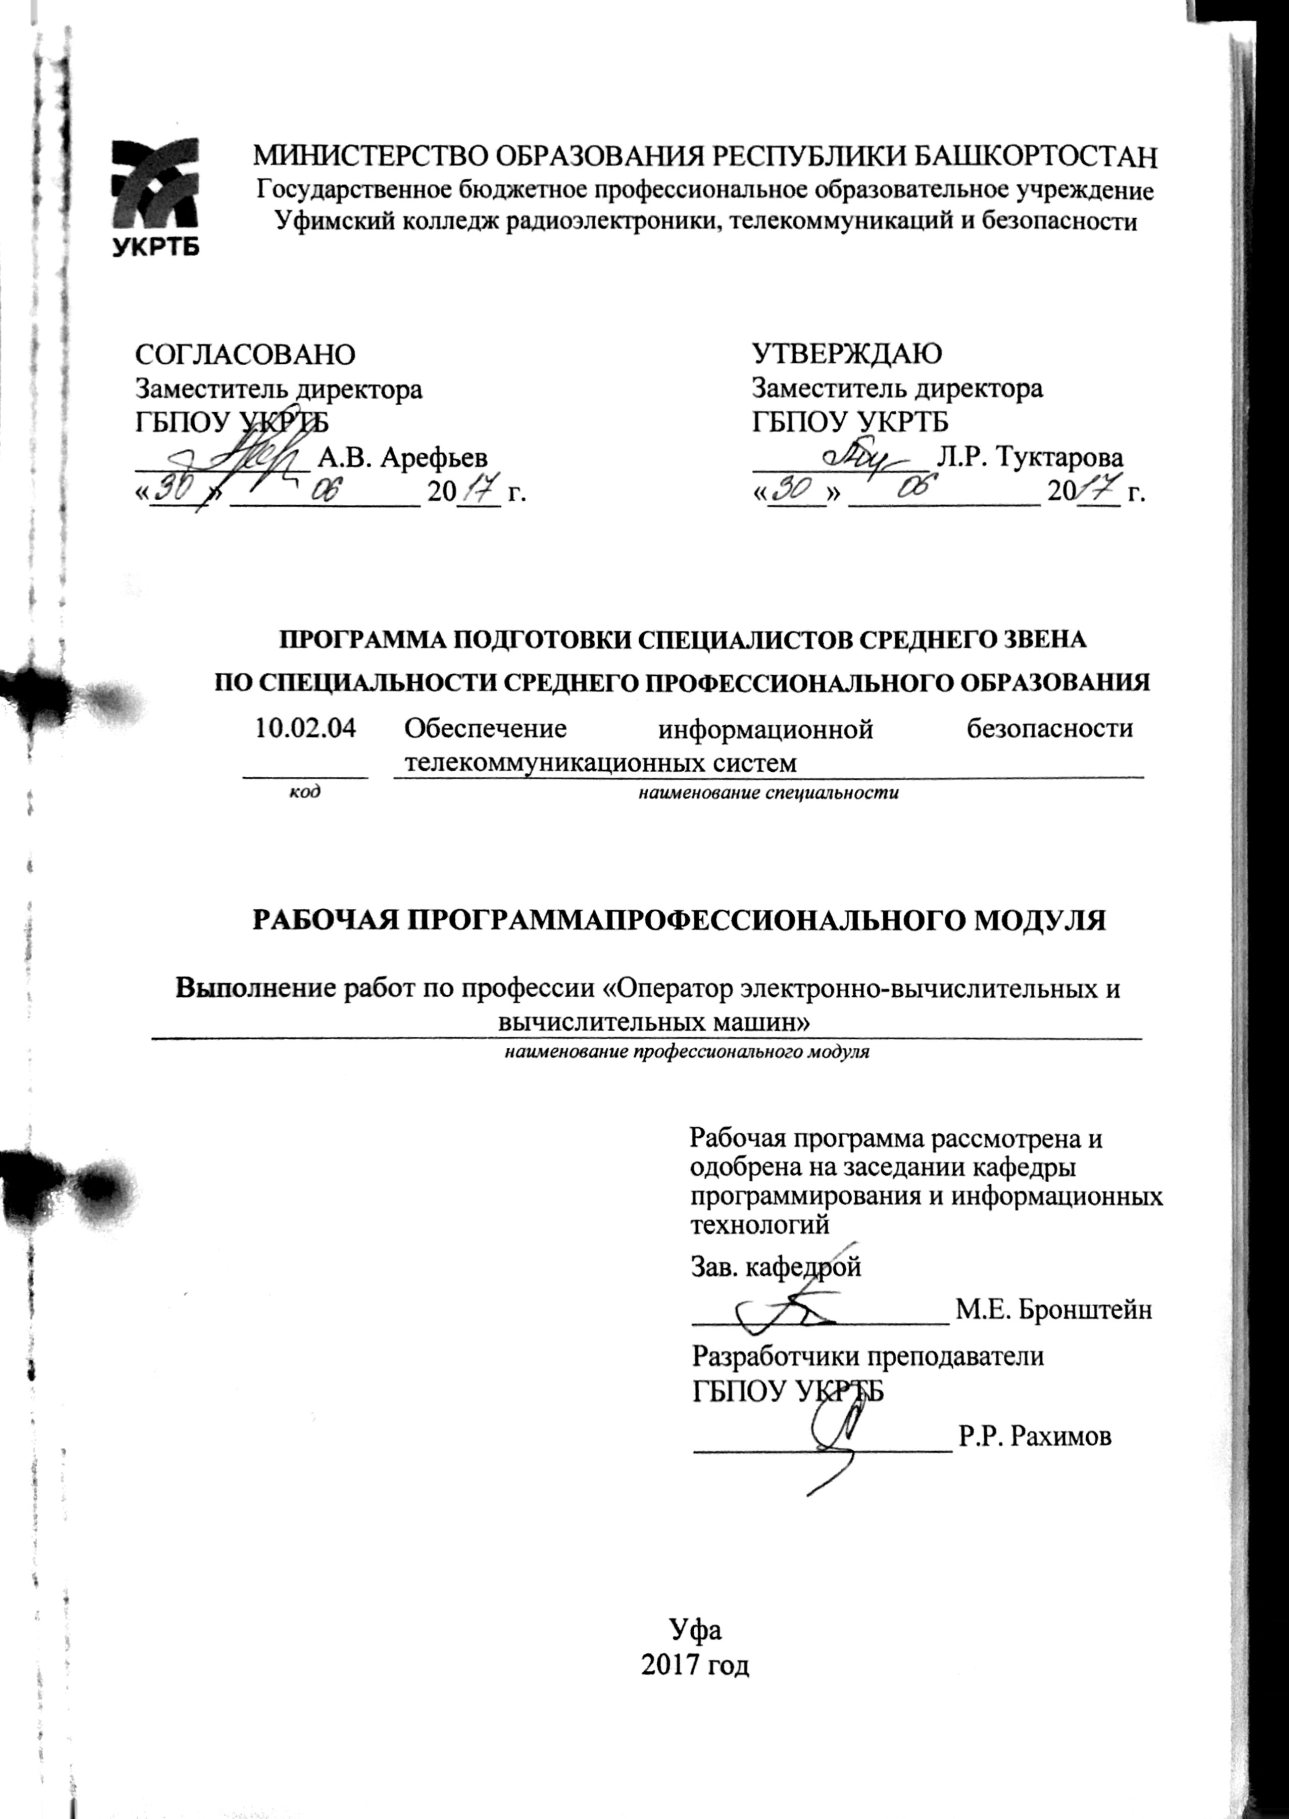 МИНИСТЕРСТВО ОБРАЗОВАНИЯ РЕСПУБЛИКИ БАШКОРТОСТАН
Государственное бюджетное профессиональное образовательное учреждение
Уфимский колледж радиоэлектроники, телекоммуникаций и безопасности
УКРТБ
СОГЛАСОВАНО
Заместитель директора
ГБПОУ УКРТБ
А.В. Арефьев
«30» 06 2017 г.
УТВЕРЖДАЮ
Заместитель директора
ГБПОУ УКРТБ
Л.Р. Туктарова
«30» 06 2017 г.
ПРОГРАММА ПОДГОТОВКИ СПЕЦИАЛИСТОВ СРЕДНЕГО ЗВЕНА
ПО СПЕЦИАЛЬНОСТИ СРЕДНЕГО ПРОФЕССИОНАЛЬНОГО ОБРАЗОВАНИЯ
10.02.04 Обеспечение информационной безопасности
телекоммуникационных систем
код наименование специальности
РАБОЧАЯ ПРОГРАММАПРОФЕССИОНАЛЬНОГО МОДУЛЯ
Выполнение работ по профессии «Оператор электронно-вычислительных и
вычислительных машин»
наименование профессионального модуля
Рабочая программа рассмотрена и
одобрена на заседании кафедры
программирования и информационных
технологий
Зав. кафедрой
М.Е. Бронштейн
Разработчики преподаватели
ГБПОУ УКРТБ
Р.Р. Рахимов
Уфа
2017 год